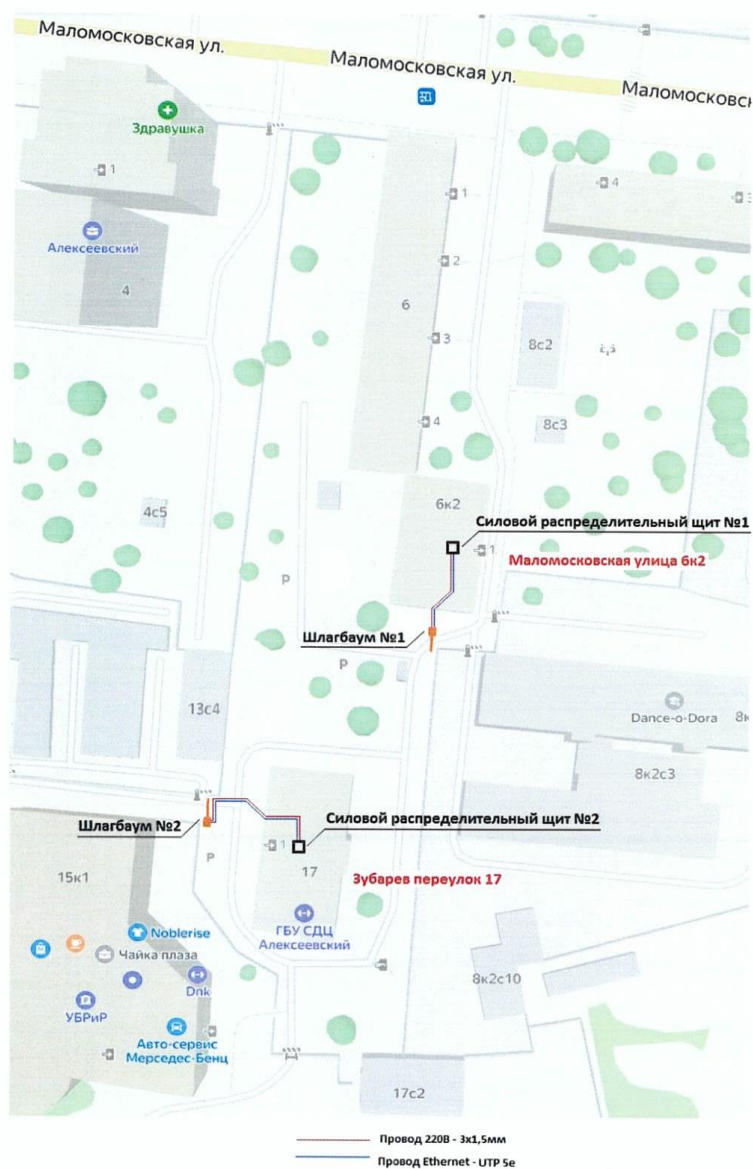 Маломосковская ул.
Маломосковская ул.
Маломосковск
Здравушка
1
1
4
3
Алексеевский
2
4
6
3
8с2
4
8с3
6к2
4с5
Силовой распределительный щит №1
1
Маломосковская улица 6к2
P
Шлагбаум №1
P
13с4
Dance-o-Dora
8к
8к2с3
Шлагбаум №2
Силовой распределительный щит №2
1
P
17
15к1
Зубарев переулок 17
ГБУ СДЦ
Алексеевский
Noblerise
Чайка плаза
8к2с10
Dnk
УБРиР
Авто-сервис
Мерседес-Бенц
17с2
Провод 220В - 3х1,5мм
Провод Ethernet - UTP 5e